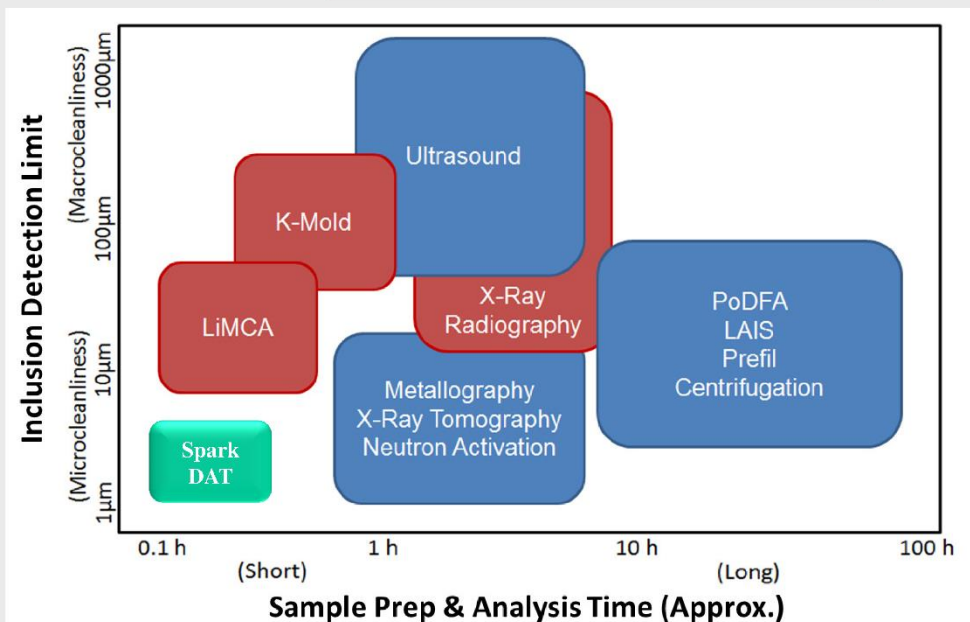 Inclusion Detection Limit
(Macrocleanliness)
(Microcleanliness)
1000µm
100µm
10µm
1µm
Ultrasound
K-Mold
X-Ray
Radiography
LiMCA
PoDFA
LAIS
Prefil
Centrifugation
Metallography
X-Ray Tomography
Neutron Activation
Spark
DAT
0.1 h
1 h
10 h
100 h
(Short)
(Long)
Sample Prep & Analysis Time (Approx.)